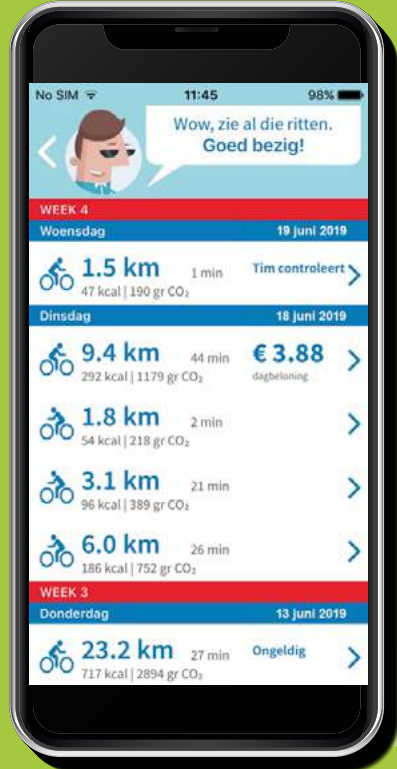 No SIM 11:45 98%
Wow, zie al die ritten.
Goed bezig!
WEEK 4
Woensdag 19 juni 2019
1.5 km 1 min Tim controleert
47 kcal | 190 gr CO₂
Dinsdag 18 juni 2019
9.4 km 44 min € 3.88
292 kcal | 1179 gr CO₂ dagbeloning
1.8 km 2 min
54 kcal | 218 gr CO₂
3.1 km 21 min
96 kcal | 389 gr CO₂
6.0 km 26 min
186 kcal | 752 gr CO₂
WEEK 3
Donderdag 13 juni 2019
23.2 km 27 min Ongeldig
717 kcal | 2894 gr CO₂